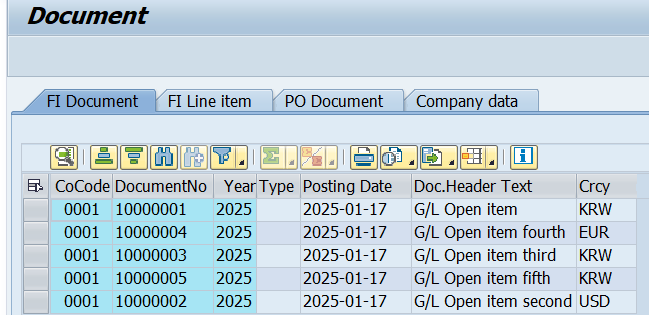 Document
FI Document FI Line item PO Document Company data
CoCode DocumentNo Year Type Posting Date Doc.Header Text Crcy
0001 10000001 2025 2025-01-17 G/L Open item KRW
0001 10000004 2025 2025-01-17 G/L Open item fourth EUR
0001 10000003 2025 2025-01-17 G/L Open item third KRW
0001 10000005 2025 2025-01-17 G/L Open item fifth KRW
0001 10000002 2025 2025-01-17 G/L Open item second USD